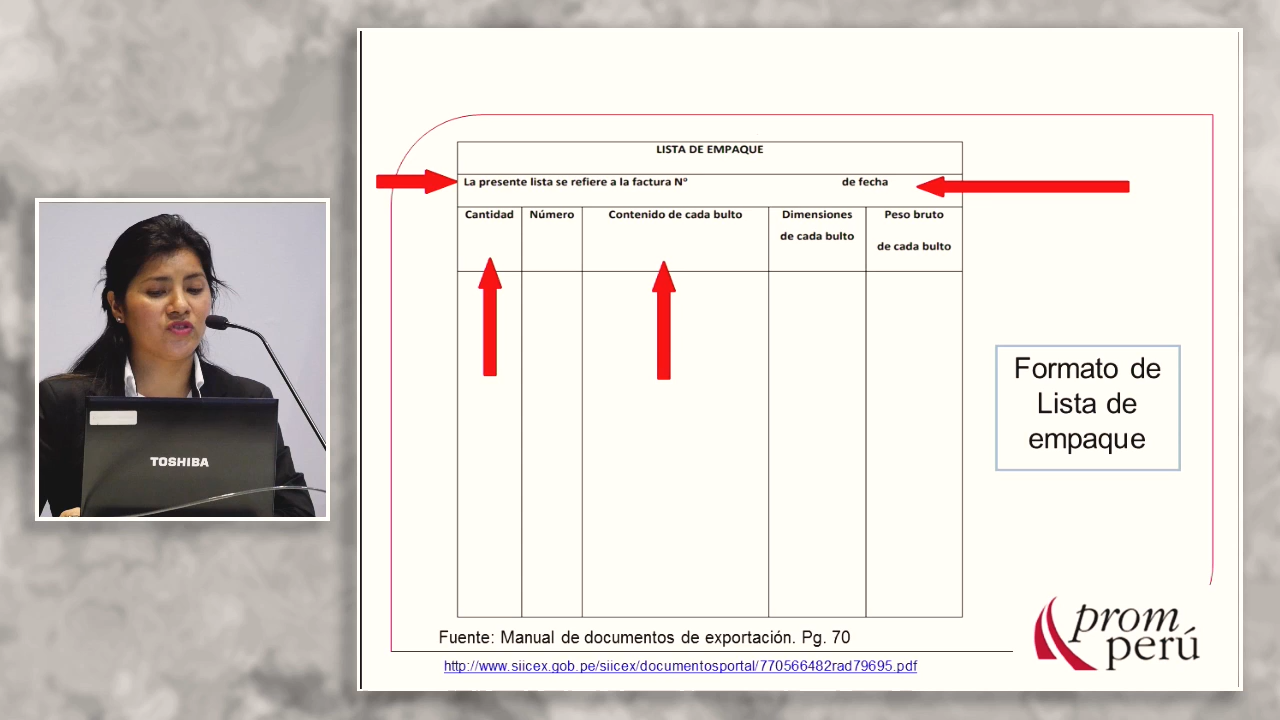 LISTA DE EMPAQUE
La presente lista se refiere a la factura Nº de fecha
Cantidad Número Contenido de cada bulto Dimensiones de cada bulto Peso bruto de cada bulto
Formato de
Lista de
empaque
TOSHIBA
Fuente: Manual de documentos de exportación. Pg. 70
http://www.siicex.gob.pe/siicex/documentosportal/770566482rad79695.pdf
prom
perú